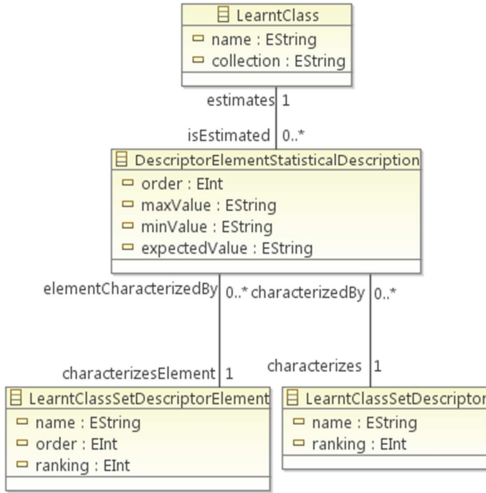 LearntClass
name : EString
collection : EString
estimates 1
isEstimated 0..*
DescriptorElementStatisticalDescription
order : EInt
maxValue : EString
minValue : EString
expectedValue : EString
elementCharacterizedBy 0..* characterizedBy 0..*
characterizesElement 1 characterizes 1
LearntClassSetDescriptorElement
name : EString
order : EInt
ranking : EInt
LearntClassSetDescriptor
name : EString
ranking : EInt